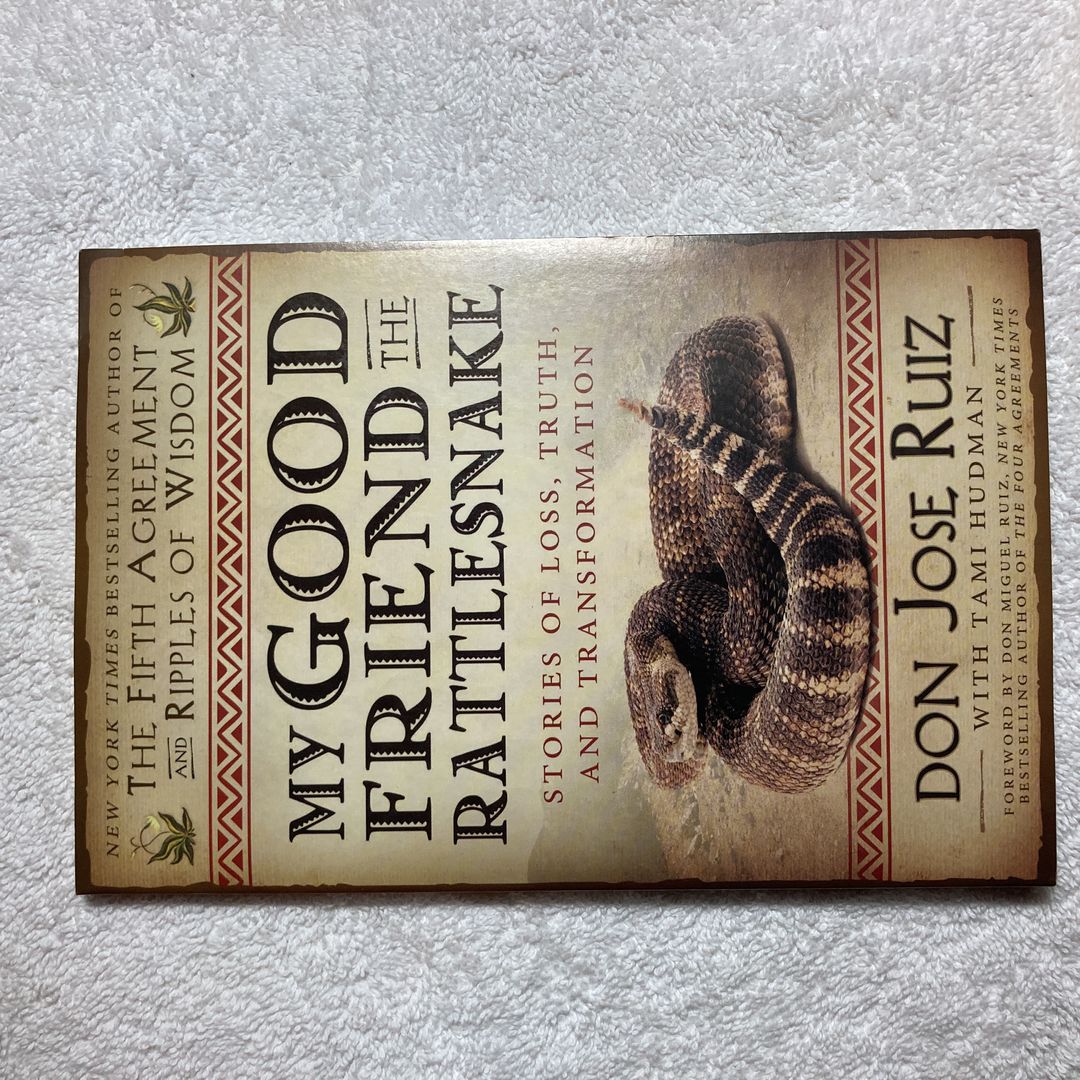 NEW YORK TIMES BESTSELLING AUTHOR OF
THE FIFTH AGREEMENT
AND RIPPLES OF WISDOM
MY GOOD
FRIEND THE
RATTLESNAKE
STORIES OF LOSS, TRUTH,
AND TRANSFORMATION
DON JOSE RUIZ
WITH TAMI HUDMAN
FOREWORD BY DON MIGUEL RUIZ, NEW YORK TIMES
BESTSELLING AUTHOR OF THE FOUR AGREEMENTS